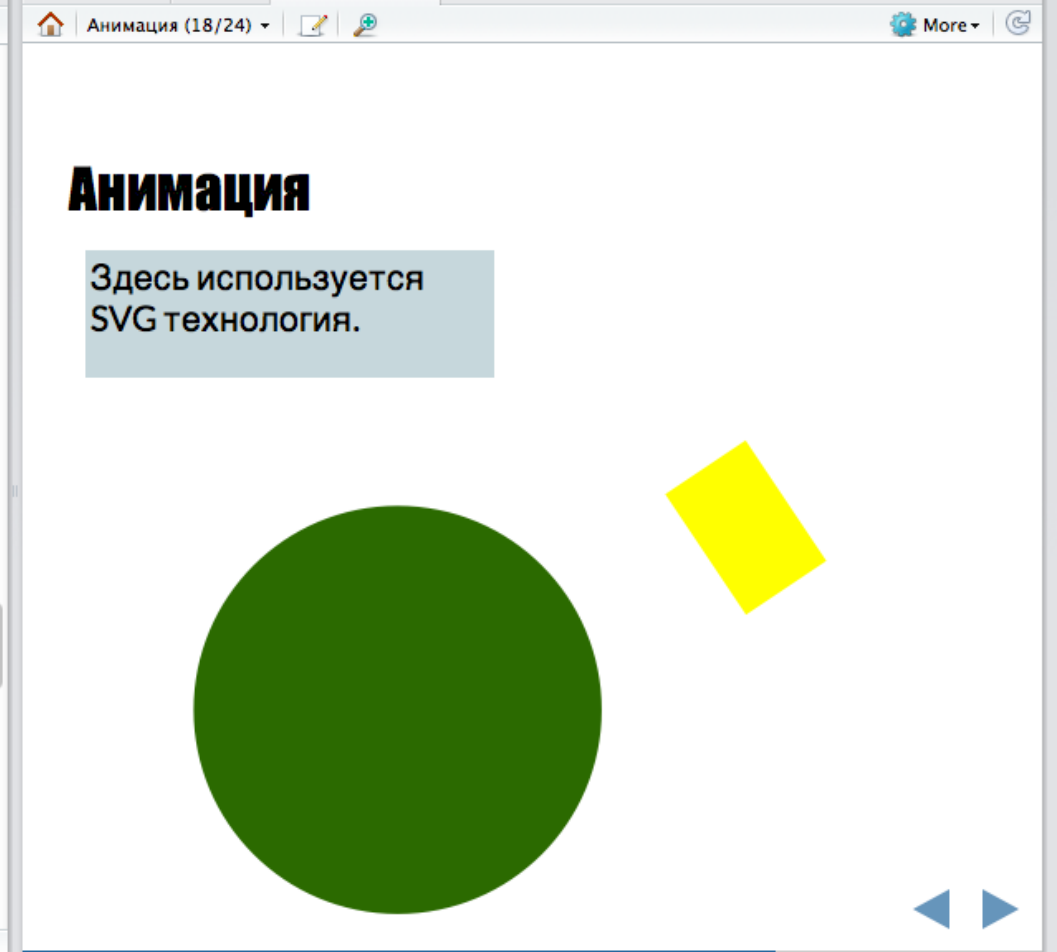 Анимация (18/24)
More
Анимация
Здесь используется
SVG технология.